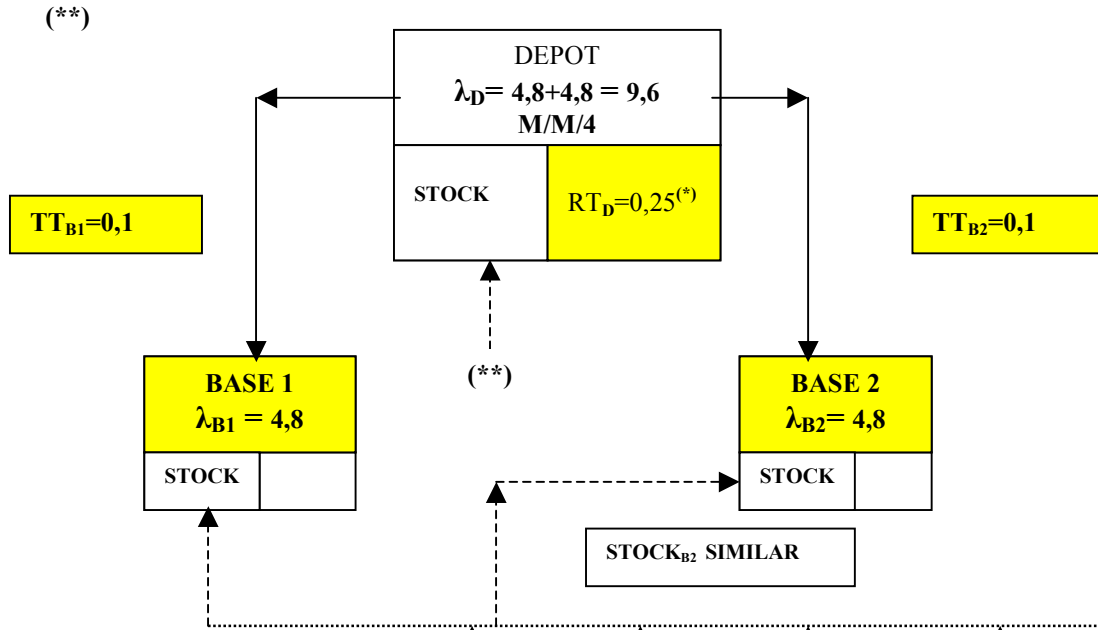 (**)
DEPOT
λD= 4,8+4,8 = 9,6
M/M/4
STOCK
RTD=0,25(*)
TTB1=0,1
TTB2=0,1
(**)
BASE 1
λB1 = 4,8
STOCK
BASE 2
λB2= 4,8
STOCK
STOCKB2 SIMILAR